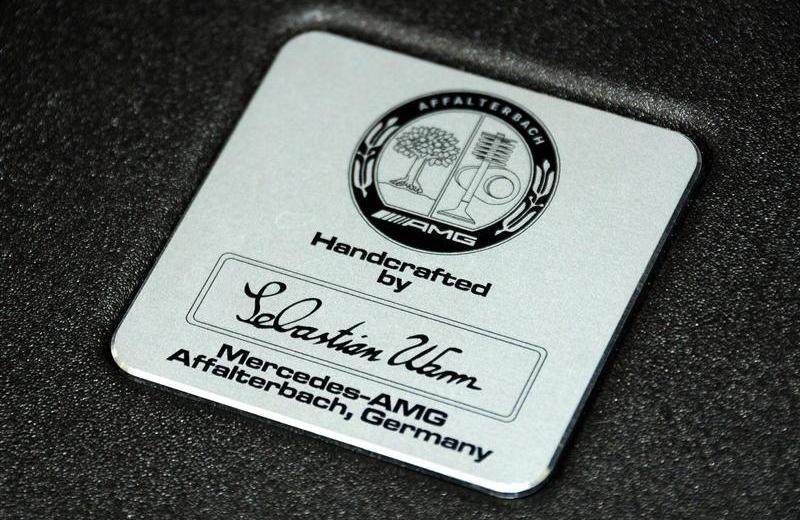 AFFALTERBACH
AMG
Handcrafted
by
Sebastian
Mercedes-AMG
Affalterbach, Germany